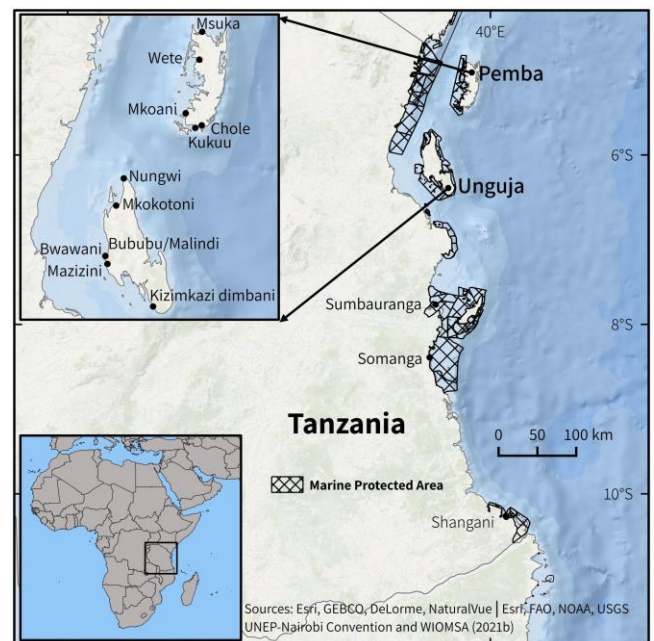 Msuka
Wete
Mkoani
Chole
Kukuu
Nungwi
Mkokotoni
Bwawani
Bububu/Malindi
Mazizini
Kizimkazi dimbani
40°E
Pemba
6°S
Unguja
Sumbauranga
8°S
Somanga
Tanzania
0 50 100 km
Marine Protected Area
10°S
Shangani
Sources: Esri, GEBCO, DeLorme, NaturalVue | Esri, FAO, NOAA, USGS
UNEP-Nairobi Convention and WIOMSA (2021b)